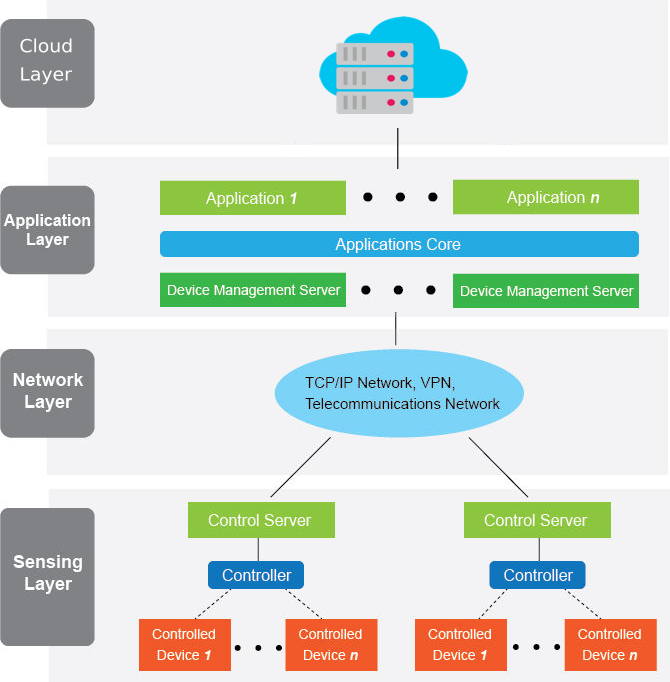 Cloud
Layer
Application 1
Application n
Application
Layer
Applications Core
Device Management Server
Device Management Server
Network
Layer
TCP/IP Network, VPN,
Telecommunications Network
Sensing
Layer
Control Server
Control Server
Controller
Controller
Controlled
Device 1
Controlled
Device n
Controlled
Device 1
Controlled
Device n